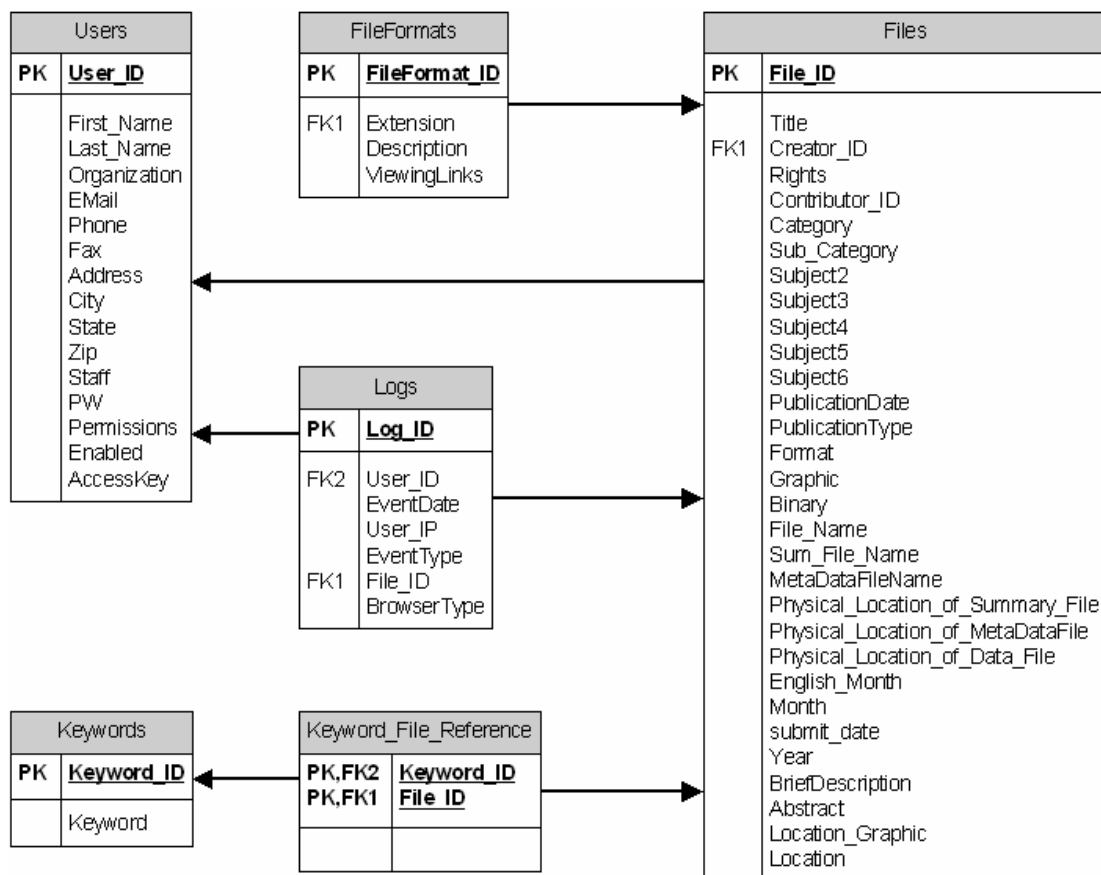 Users
PK User_ID
First_Name
Last_Name
Organization
EMail
Phone
Fax
Address
City
State
Zip
Staff
PW
Permissions
Enabled
AccessKey
FileFormats
PK FileFormat_ID
FK1 Extension
Description
ViewingLinks
Files
PK File_ID
Title
FK1 Creator_ID
Rights
Contributor_ID
Category
Sub_Category
Subject2
Subject3
Subject4
Subject5
Subject6
PublicationDate
PublicationType
Format
Graphic
Binary
File_Name
Sum_File_Name
MetaDataFileName
Physical_Location_of_Summary_File
Physical_Location_of_MetaDataFile
Physical_Location_of_Data_File
English_Month
Month
submit_date
Year
BriefDescription
Abstract
Location_Graphic
Location
Logs
PK Log_ID
FK2 User_ID
EventDate
User_IP
EventType
FK1 File_ID
BrowserType
Keywords
PK Keyword_ID
Keyword
Keyword_File_Reference
PK,FK2 Keyword_ID
PK,FK1 File_ID